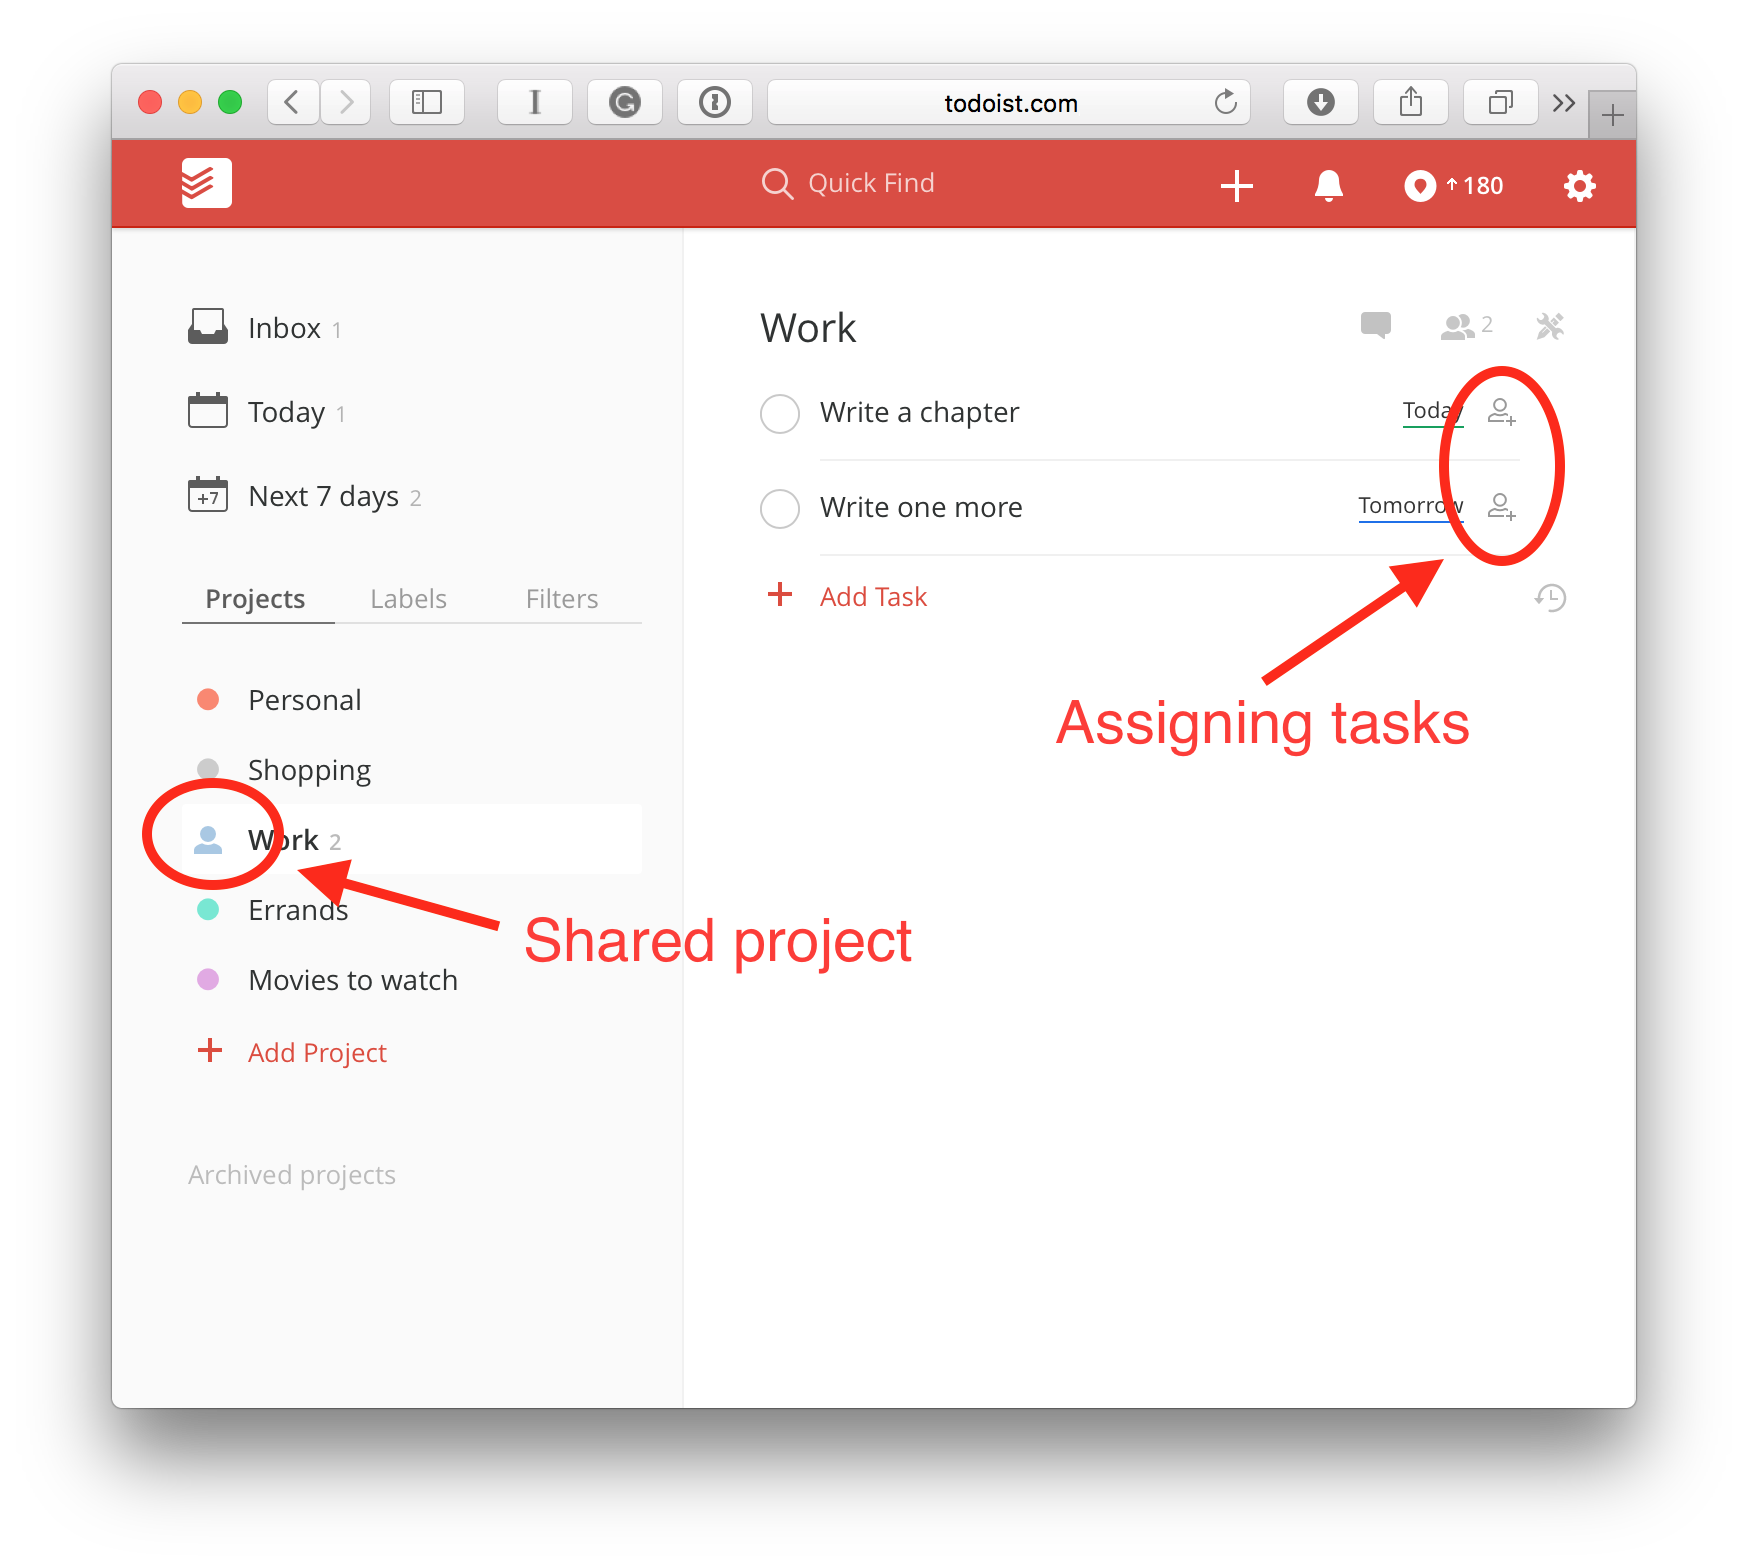 todoist.com
Quick Find
180
Inbox 1
Today 1
+7 Next 7 days 2
Projects Labels Filters
Personal
Shopping
Work 2
Errands
Movies to watch
Add Project
Archived projects
Work
2
Write a chapter Today
Write one more Tomorrow
Add Task
Assigning tasks
Shared project